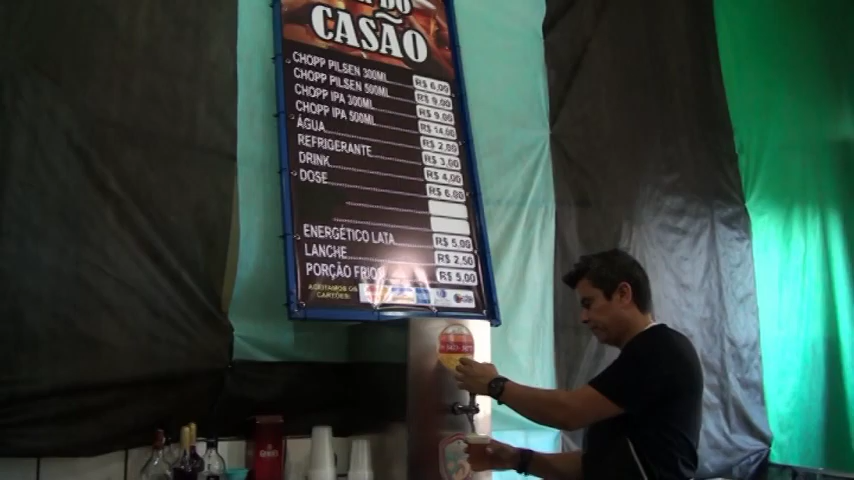 DO
CASÃO
CHOPP PILSEN 300ML R$ 6,00
CHOPP PILSEN 500ML R$ 9,00
CHOPP IPA 300ML R$ 9,00
CHOPP IPA 500ML R$ 14,00
ÁGUA R$ 2,00
REFRIGERANTE R$ 3,00
DRINK R$ 4,00
DOSE R$ 6,00
ENERGÉTICO LATA R$ 5,00
LANCHE R$ 2,50
PORÇÃO FRIOS R$ 5,00
ACEITAMOS OS
CARTÕES: